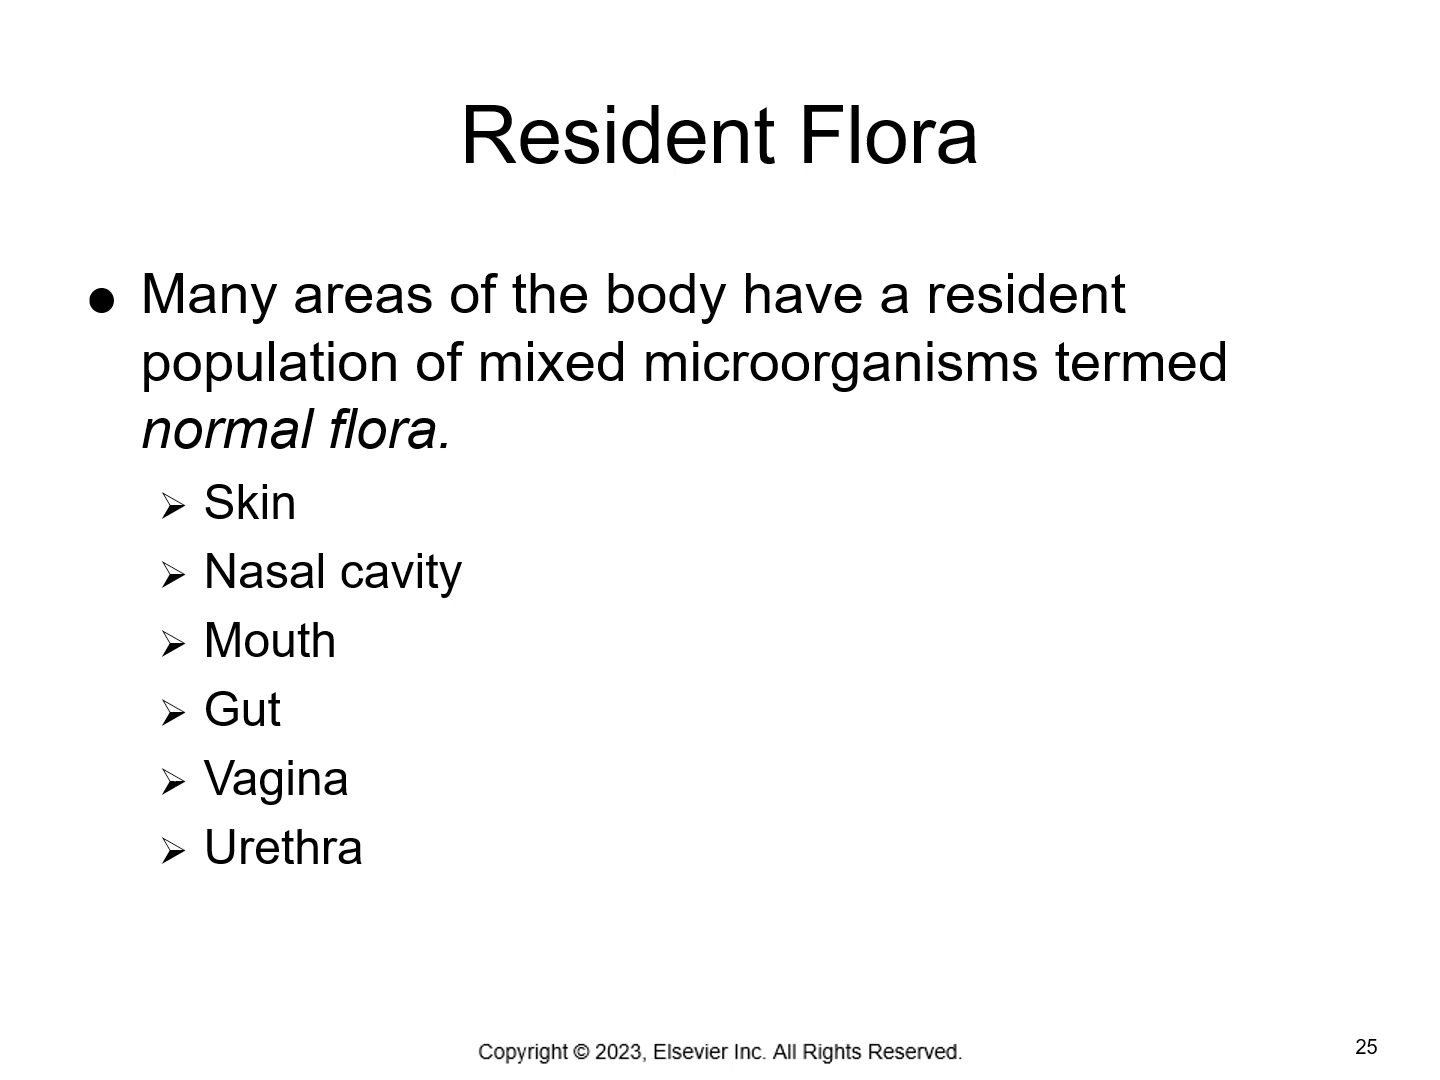 Resident Flora
● Many areas of the body have a resident
population of mixed microorganisms termed
normal flora.
➢ Skin
➢ Nasal cavity
➢ Mouth
➢ Gut
➢ Vagina
➢ Urethra
Copyright © 2023, Elsevier Inc. All Rights Reserved.
25